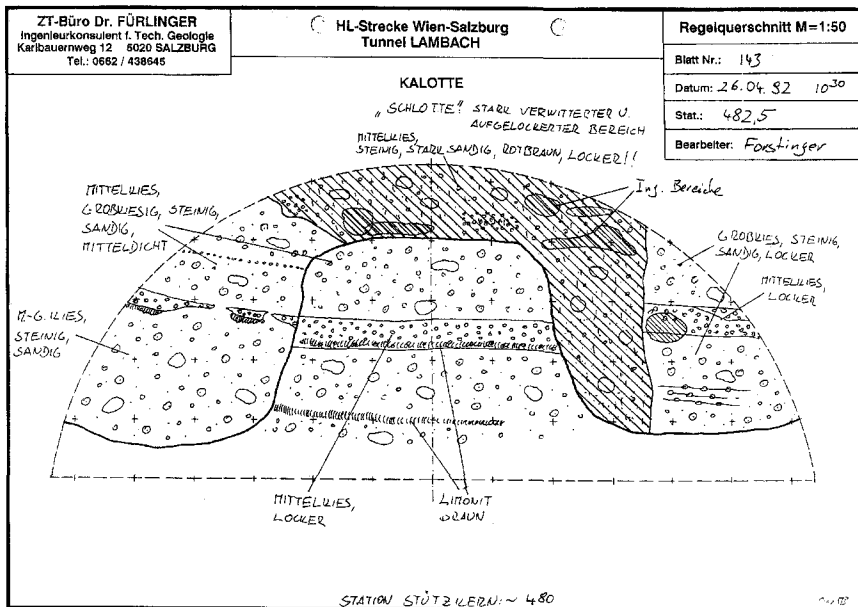 ZT-Büro Dr. FÜRLINGER
Ingenieurkonsulent f. Tech. Geologie
Karlbauernweg 12 5020 SALZBURG
Tel.: 0662 / 438645
HL-Strecke Wien-Salzburg
Tunnel LAMBACH
Regelquerschnitt M=1:50
Blatt Nr.: 143
Datum: 26.04.92 10³⁰
Stat.: 482,5
Bearbeiter: Forstinger
KALOTTE
„SCHLOTTE" STARK VERWITTERTER U.
AUFGELOCKERTER BEREICH
MITTELKIES,
STEINIG, STARK SANDIG, ROTBRAUN, LOCKER!!
MITTELKIES,
GROBKIESIG, STEINIG,
SANDIG,
MITTELDICHT
Bereiche
GROBKIES, STEINIG,
SANDIG, LOCKER
MITTELKIES,
LOCKER
M-G.KIES,
STEINIG,
SANDIG
MITTELKIES,
LOCKER
LIMONIT
BRAUN
STATION STÜTZKERN: ~ 480